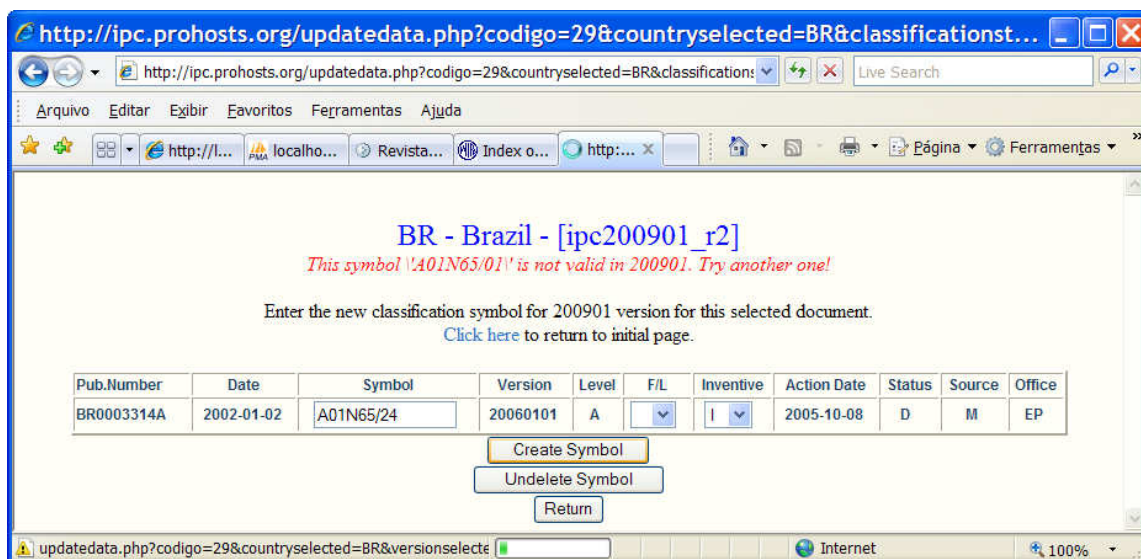 http://ipc.prohosts.org/updatedata.php?codigo=29&countryselected=BR&classificationst...
http://ipc.prohosts.org/updatedata.php?codigo=29&countryselected=BR&classifications
Live Search
Arquivo Editar Exibir Favoritos Ferramentas Ajuda
http://l... PMA localho... Revista... Index o... http:... Página Ferramentas »
BR - Brazil - [ipc200901_r2]
This symbol \'A01N65/01\' is not valid in 200901. Try another one!
Enter the new classification symbol for 200901 version for this selected document.
Click here to return to initial page.
Pub.Number Date Symbol Version Level F/L Inventive Action Date Status Source Office
BR0003314A 2002-01-02 A01N65/24 20060101 A I 2005-10-08 D M EP
Create Symbol
Undelete Symbol
Return
updatedata.php?codigo=29&countryselected=BR&versionselecte Internet 100%